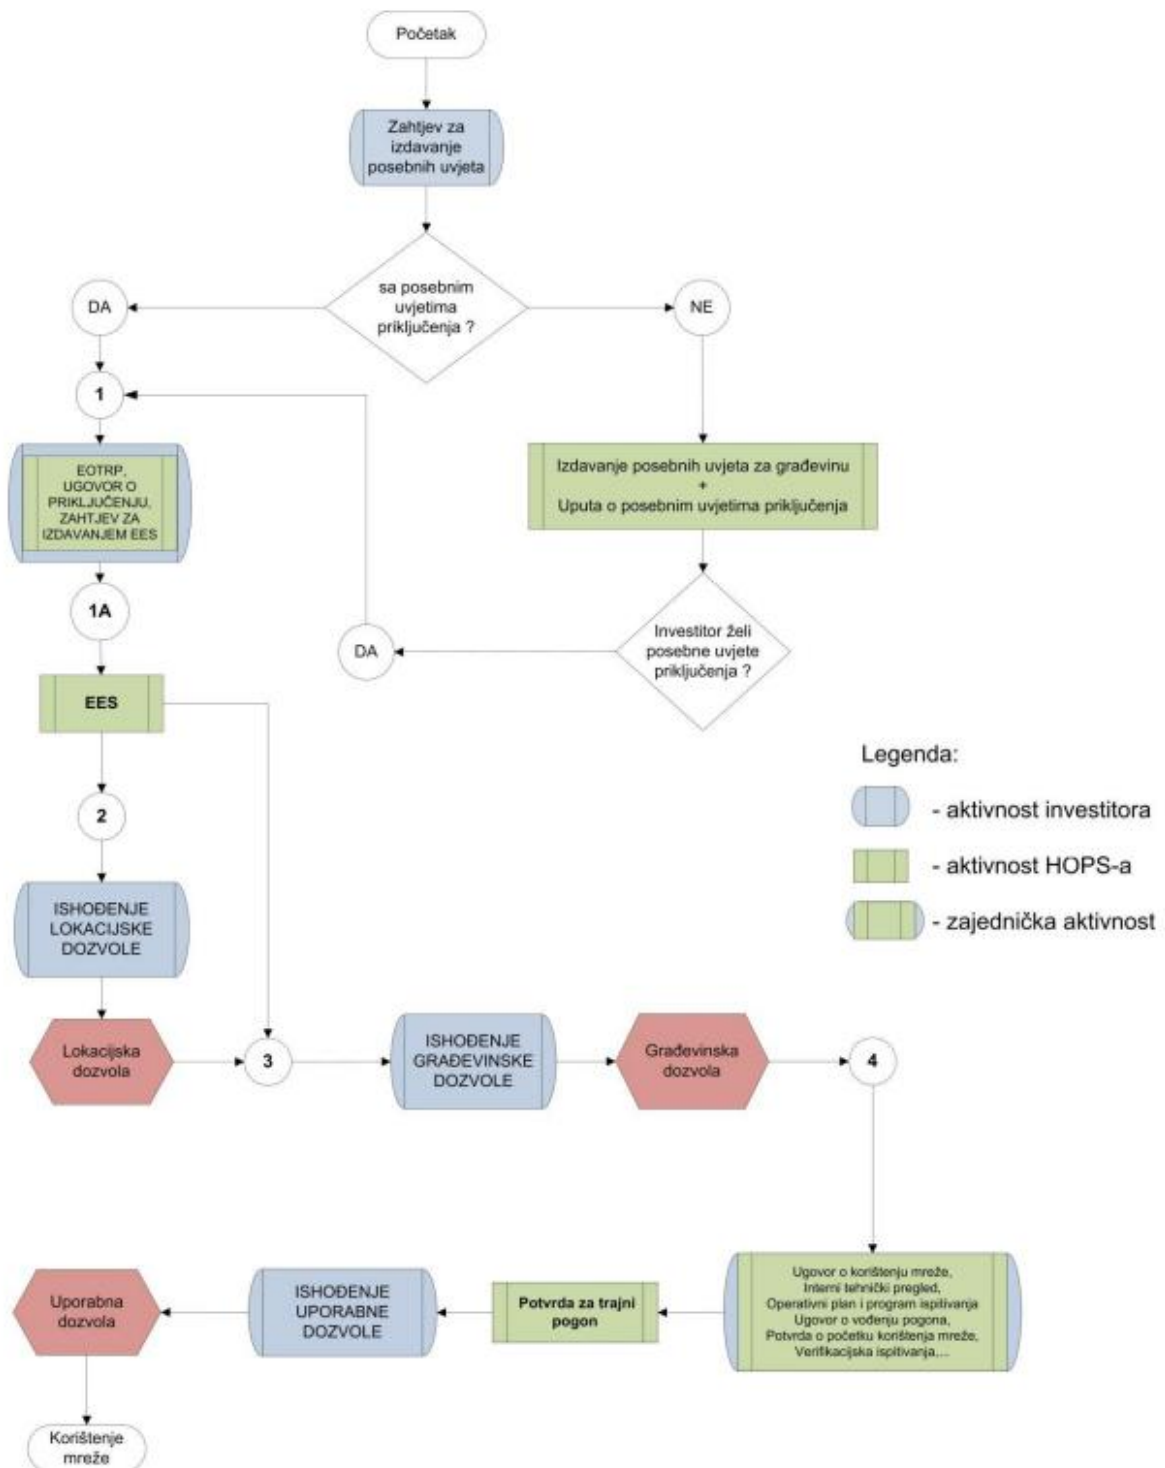 Početak
Zahtjev za
izdavanje
posebnih uvjeta
sa posebnim
uvjetima
priključenja ?
DA
NE
1
EOTRP,
UGOVOR O
PRIKLJUČENJU,
ZAHTJEV ZA
IZDAVANJEM EES
Izdavanje posebnih uvjeta za građevinu
+
Uputa o posebnim uvjetima priključenja
1A
DA
Investitor želi
posebne uvjete
priključenja ?
EES
Legenda:
- aktivnost investitora
- aktivnost HOPS-a
- zajednička aktivnost
2
ISHOĐENJE
LOKACIJSKE
DOZVOLE
Lokacijska
dozvola
3
ISHOĐENJE
GRAĐEVINSKE
DOZVOLE
Građevinska
dozvola
4
Ugovor o korištenju mreže,
Interni tehnički pregled,
Operativni plan i program ispitivanja
Ugovor o vođenju pogona,
Potvrda o početku korištenja mreže,
Verifikacijska ispitivanja,...
Potvrda za trajni
pogon
ISHOĐENJE
UPORABNE
DOZVOLE
Uporabna
dozvola
Korištenje
mreže